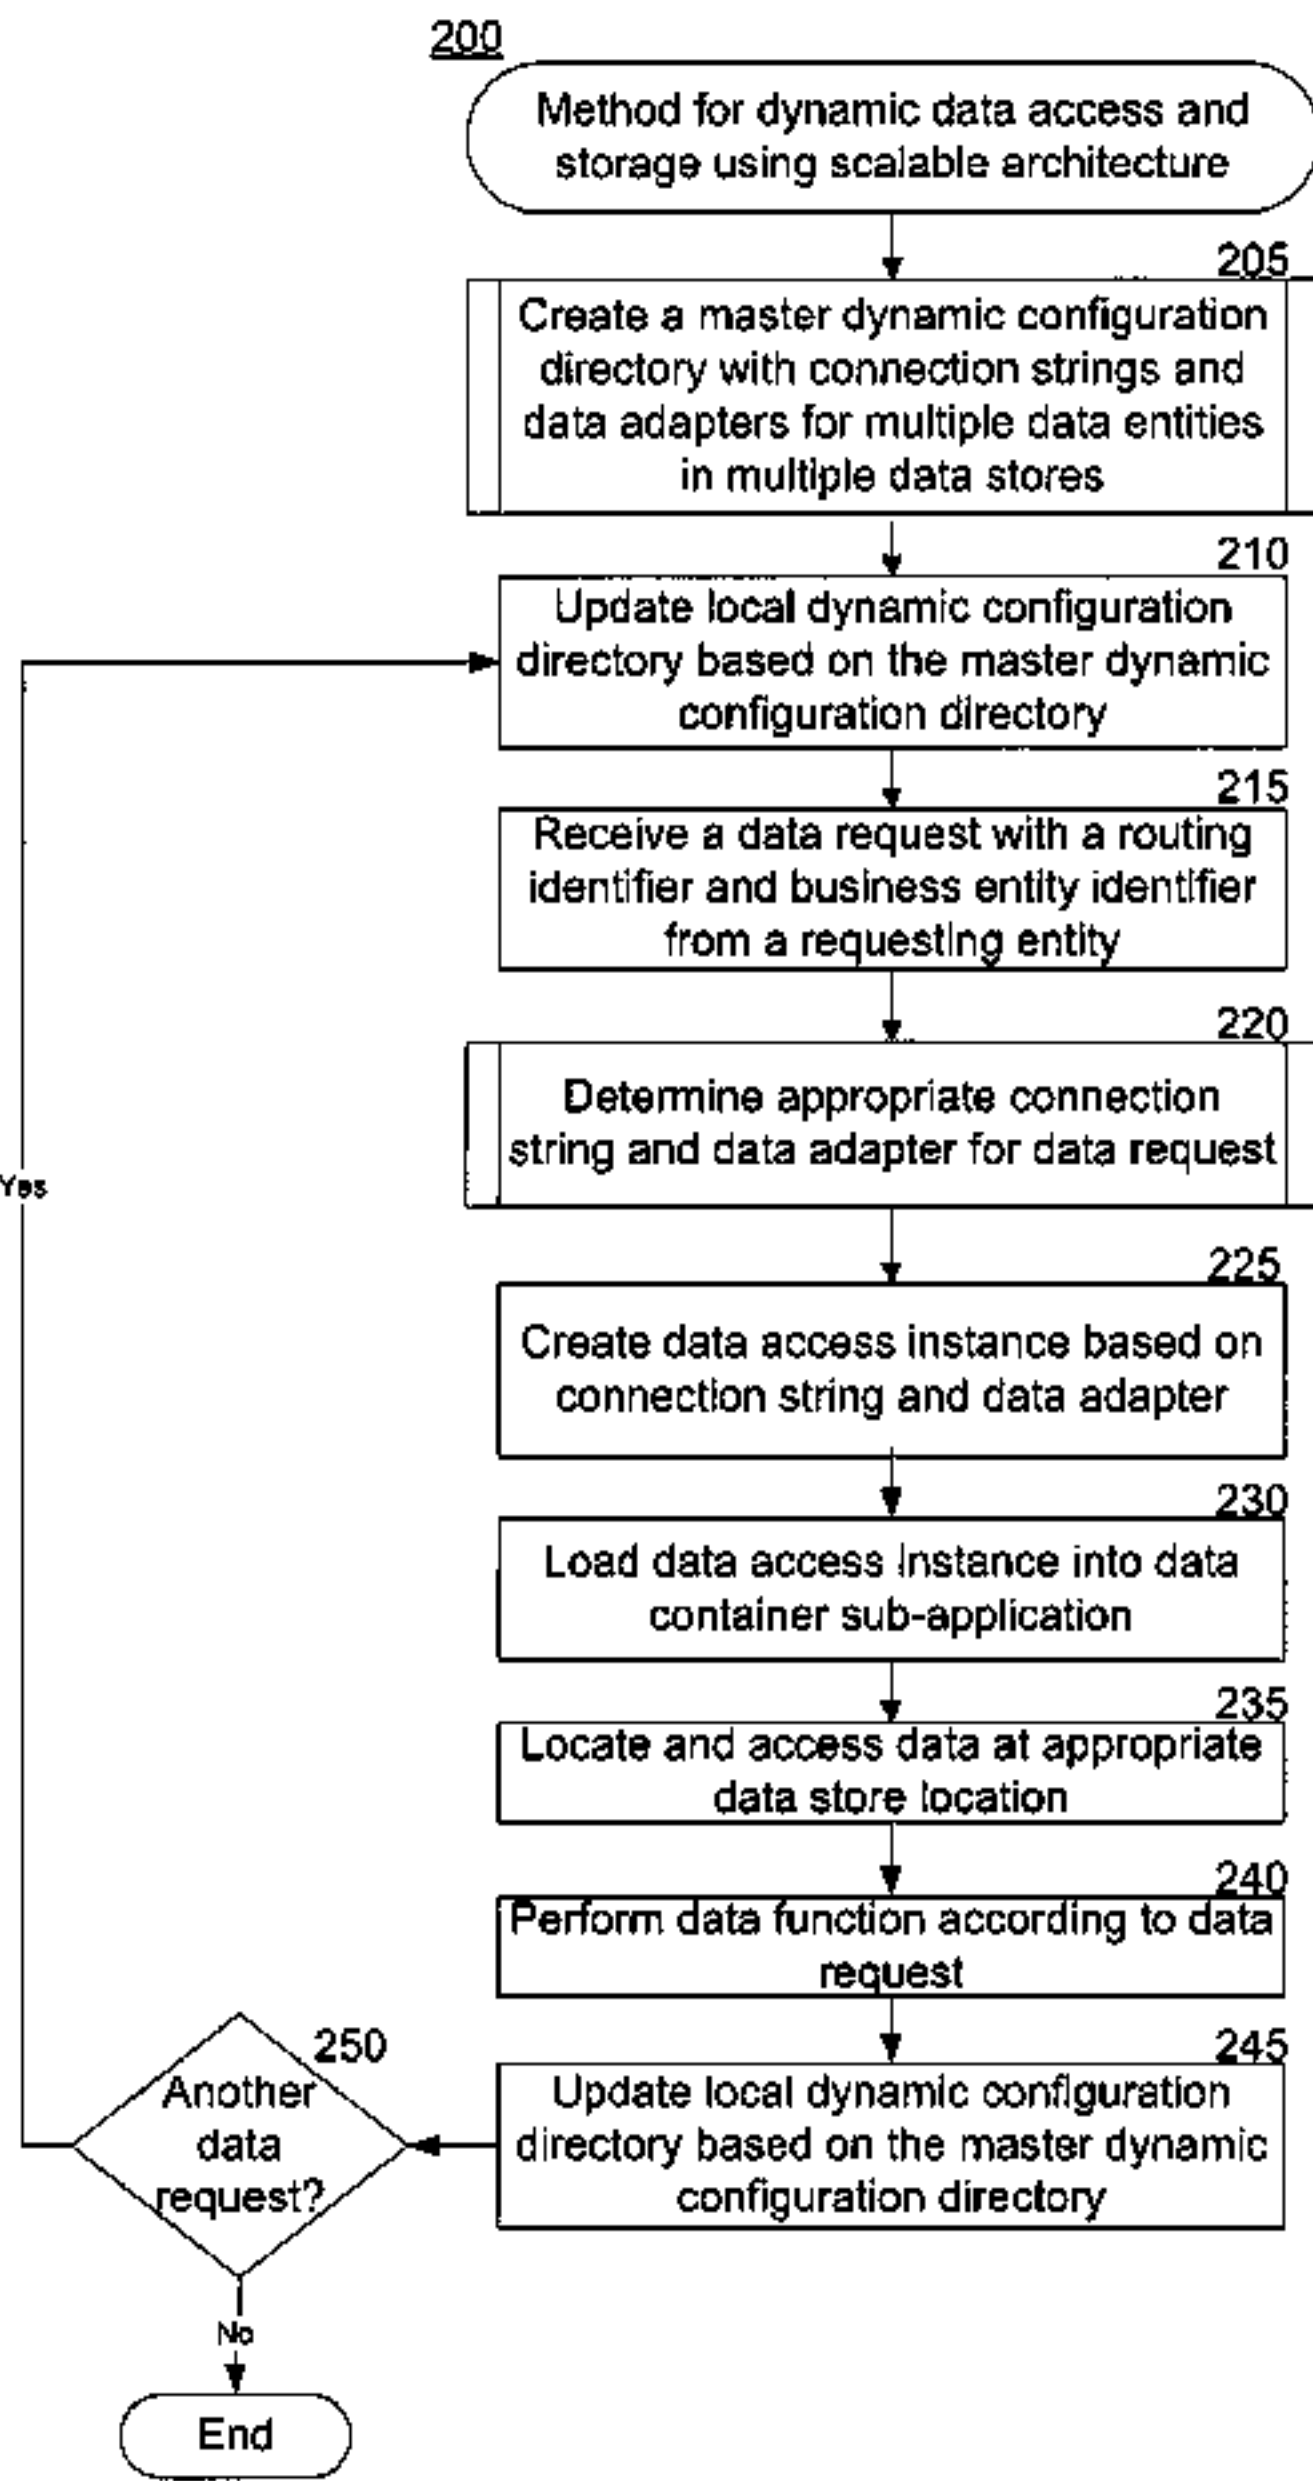 200
Method for dynamic data access and
storage using scalable architecture
205
Create a master dynamic configuration
directory with connection strings and
data adapters for multiple data entities
in multiple data stores
210
Update local dynamic configuration
directory based on the master dynamic
configuration directory
215
Receive a data request with a routing
identifier and business entity identifier
from a requesting entity
220
Determine appropriate connection
string and data adapter for data request
Yes
225
Create data access instance based on
connection string and data adapter
230
Load data access instance into data
container sub-application
235
Locate and access data at appropriate
data store location
240
Perform data function according to data
request
245
Update local dynamic configuration
directory based on the master dynamic
configuration directory
250
Another
data
request?
No
End